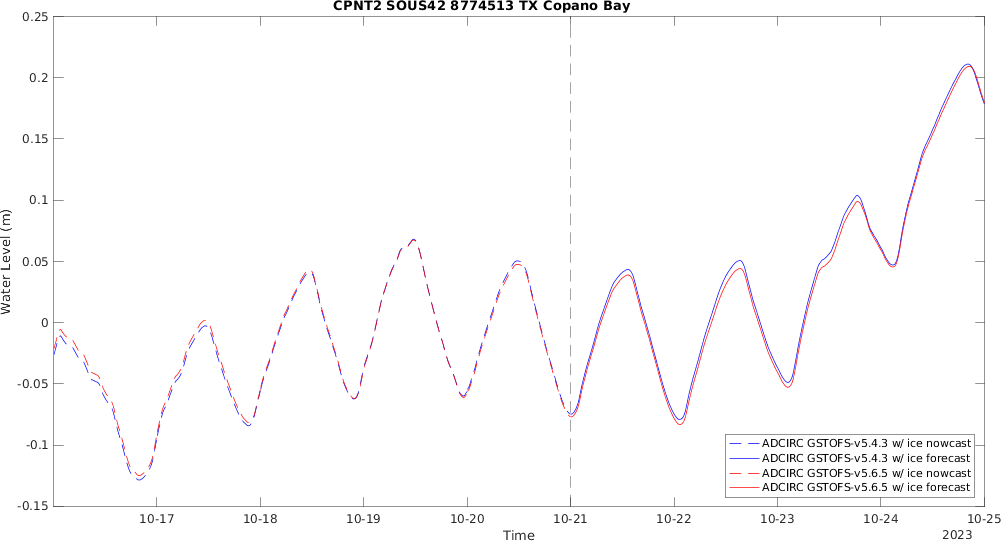 CPNT2 SOUS42 8774513 TX Copano Bay
0.25
0.2
0.15
0.1
0.05
0
-0.05
-0.1
-0.15
Water Level (m)
10-17 10-18 10-19 10-20 10-21 10-22 10-23 10-24 10-25
Time
2023
ADCIRC GSTOFS-v5.4.3 w/ ice nowcast
ADCIRC GSTOFS-v5.4.3 w/ ice forecast
ADCIRC GSTOFS-v5.6.5 w/ ice nowcast
ADCIRC GSTOFS-v5.6.5 w/ ice forecast